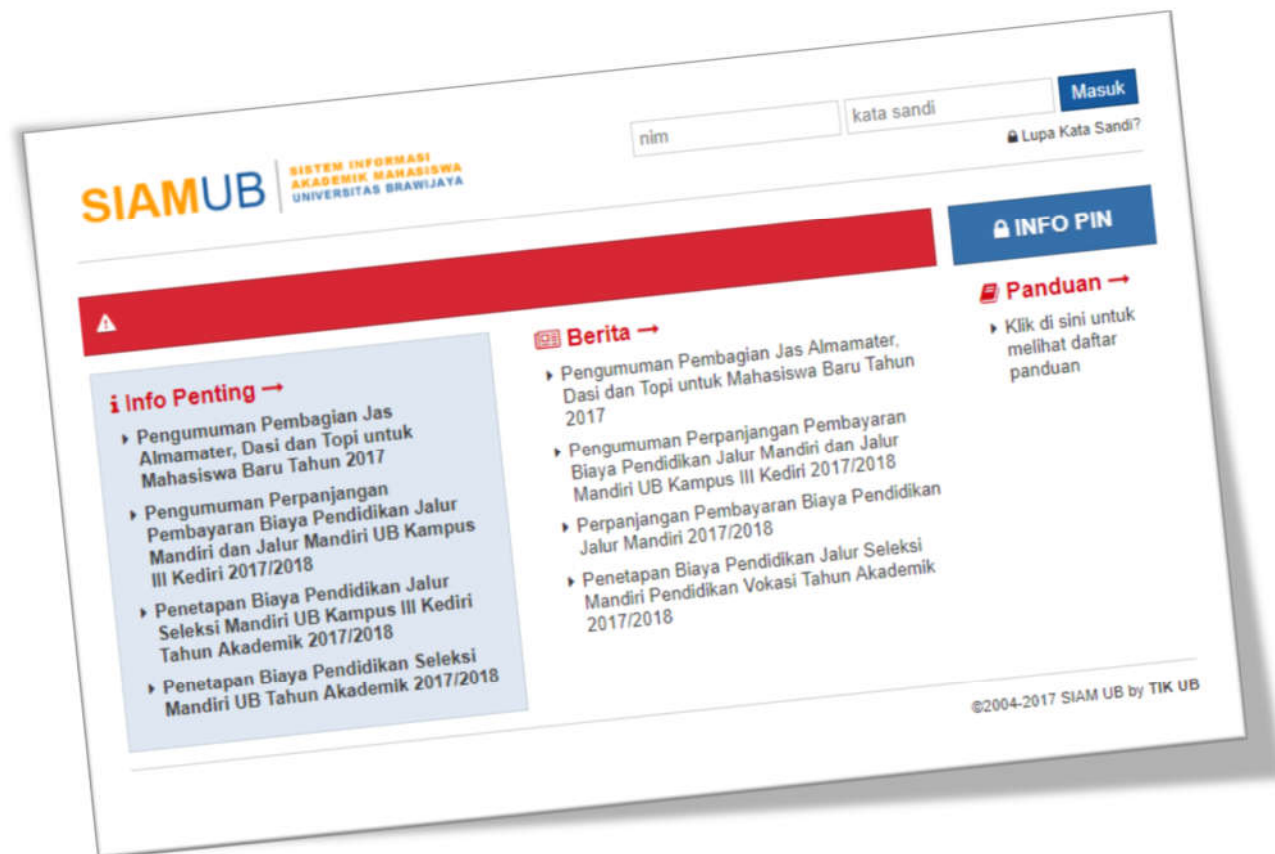 SIAMUB
SISTEM INFORMASI
AKADEMIK MAHASISWA
UNIVERSITAS BRAWIJAYA
nim
kata sandi
Masuk
Lupa Kata Sandi?
INFO PIN
i Info Penting →
Pengumuman Pembagian Jas
Almamater, Dasi dan Topi untuk
Mahasiswa Baru Tahun 2017
Pengumuman Perpanjangan
Pembayaran Biaya Pendidikan Jalur
Mandiri dan Jalur Mandiri UB Kampus
III Kediri 2017/2018
Penetapan Biaya Pendidikan Jalur
Seleksi Mandiri UB Kampus III Kediri
Tahun Akademik 2017/2018
Penetapan Biaya Pendidikan Seleksi
Mandiri UB Tahun Akademik 2017/2018
Berita →
Pengumuman Pembagian Jas Almamater,
Dasi dan Topi untuk Mahasiswa Baru Tahun
2017
Pengumuman Perpanjangan Pembayaran
Biaya Pendidikan Jalur Mandiri dan Jalur
Mandiri UB Kampus III Kediri 2017/2018
Perpanjangan Pembayaran Biaya Pendidikan
Jalur Mandiri 2017/2018
Penetapan Biaya Pendidikan Jalur Seleksi
Mandiri Pendidikan Vokasi Tahun Akademik
2017/2018
Panduan →
Klik di sini untuk
melihat daftar
panduan
©2004-2017 SIAM UB by TIK UB